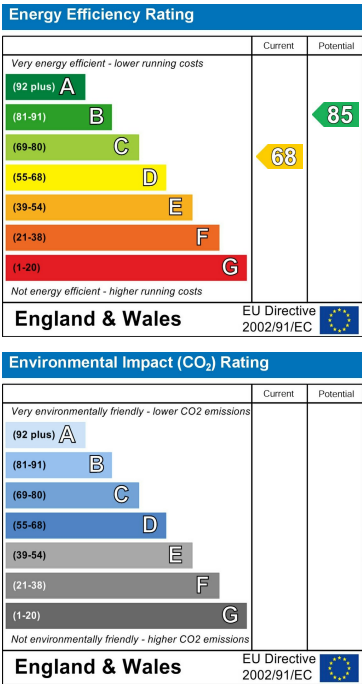 Energy Efficiency Rating
Current Potential
Very energy efficient - lower running costs
(92 plus) A
(81-91) B
(69-80) C
(55-68) D
(39-54) E
(21-38) F
(1-20) G
68
85
Not energy efficient - higher running costs
England & Wales
EU Directive
2002/91/EC
Environmental Impact (CO₂) Rating
Current Potential
Very environmentally friendly - lower CO2 emissions
(92 plus) A
(81-91) B
(69-80) C
(55-68) D
(39-54) E
(21-38) F
(1-20) G
Not environmentally friendly - higher CO2 emissions
England & Wales
EU Directive
2002/91/EC